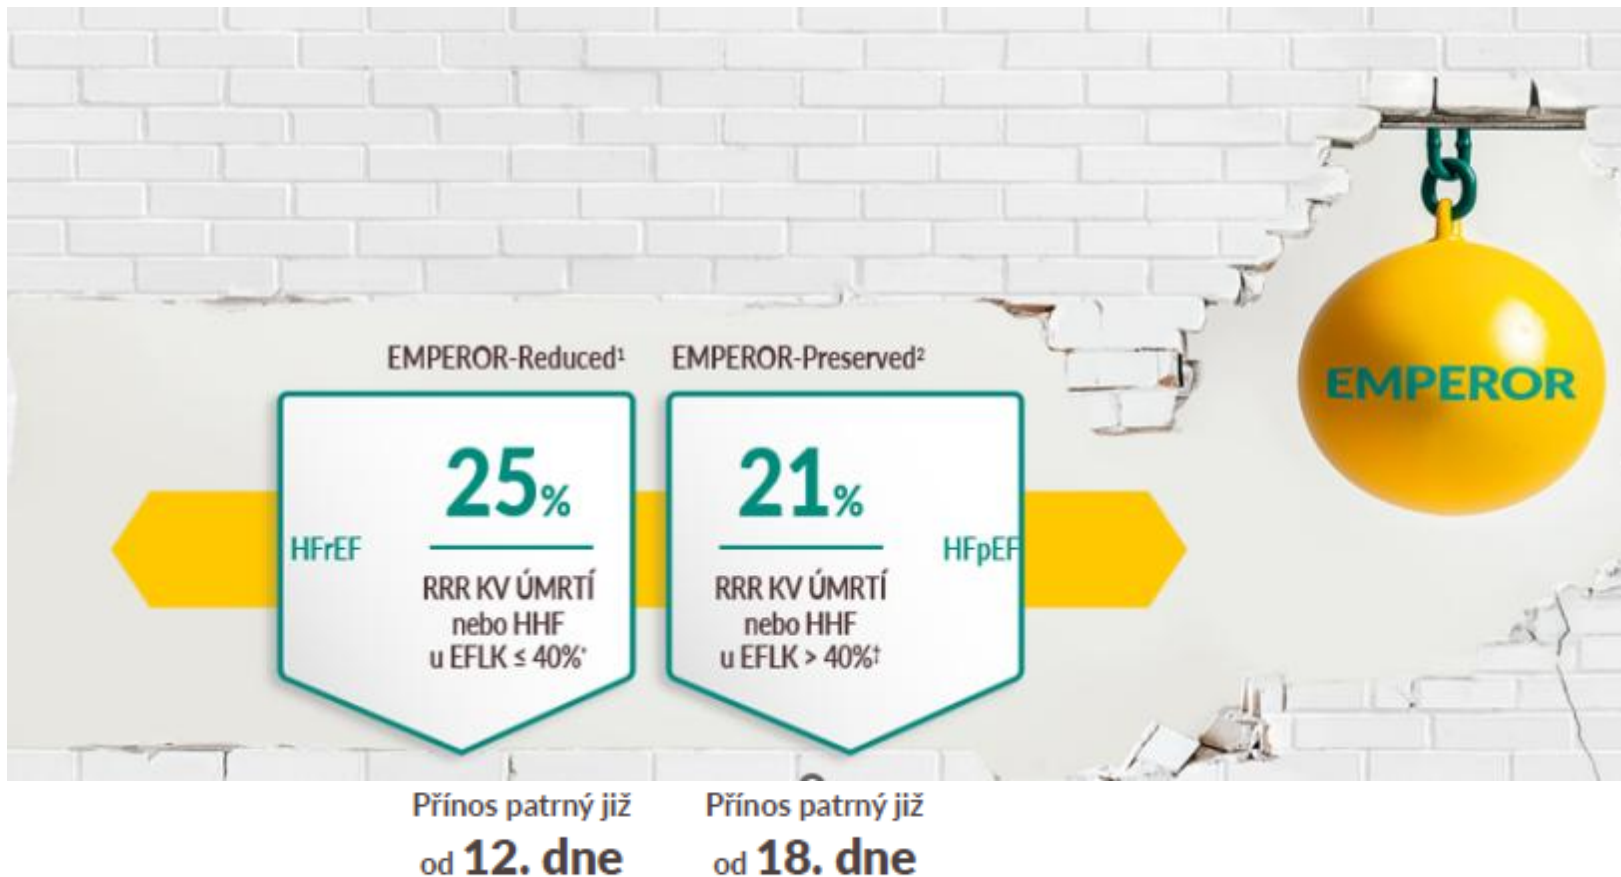 EMPEROR-Reduced¹
EMPEROR-Preserved²
EMPEROR
HFrEF
25%
RRR KV ÚMRTÍ
nebo HHF
u EFLK ≤ 40%*
21%
RRR KV ÚMRTÍ
nebo HHF
u EFLK > 40%‡
HFpEF
Přínos patrný již
od 12. dne
Přínos patrný již
od 18. dne